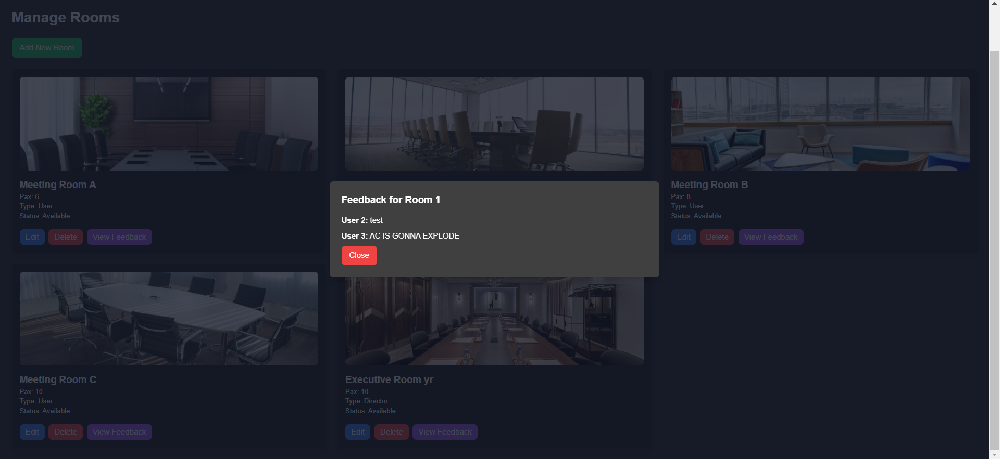 Manage Rooms
Add New Room
Meeting Room A
Pax: 6
Type: User
Status: Available
Edit Delete View Feedback
Meeting Room B
Pax: 8
Type: User
Status: Available
Edit Delete View Feedback
Feedback for Room 1
User 2: test
User 3: AC IS GONNA EXPLODE
Close
Meeting Room C
Pax: 10
Type: User
Status: Available
Edit Delete View Feedback
Executive Room yr
Pax: 10
Type: Director
Status: Available
Edit Delete View Feedback